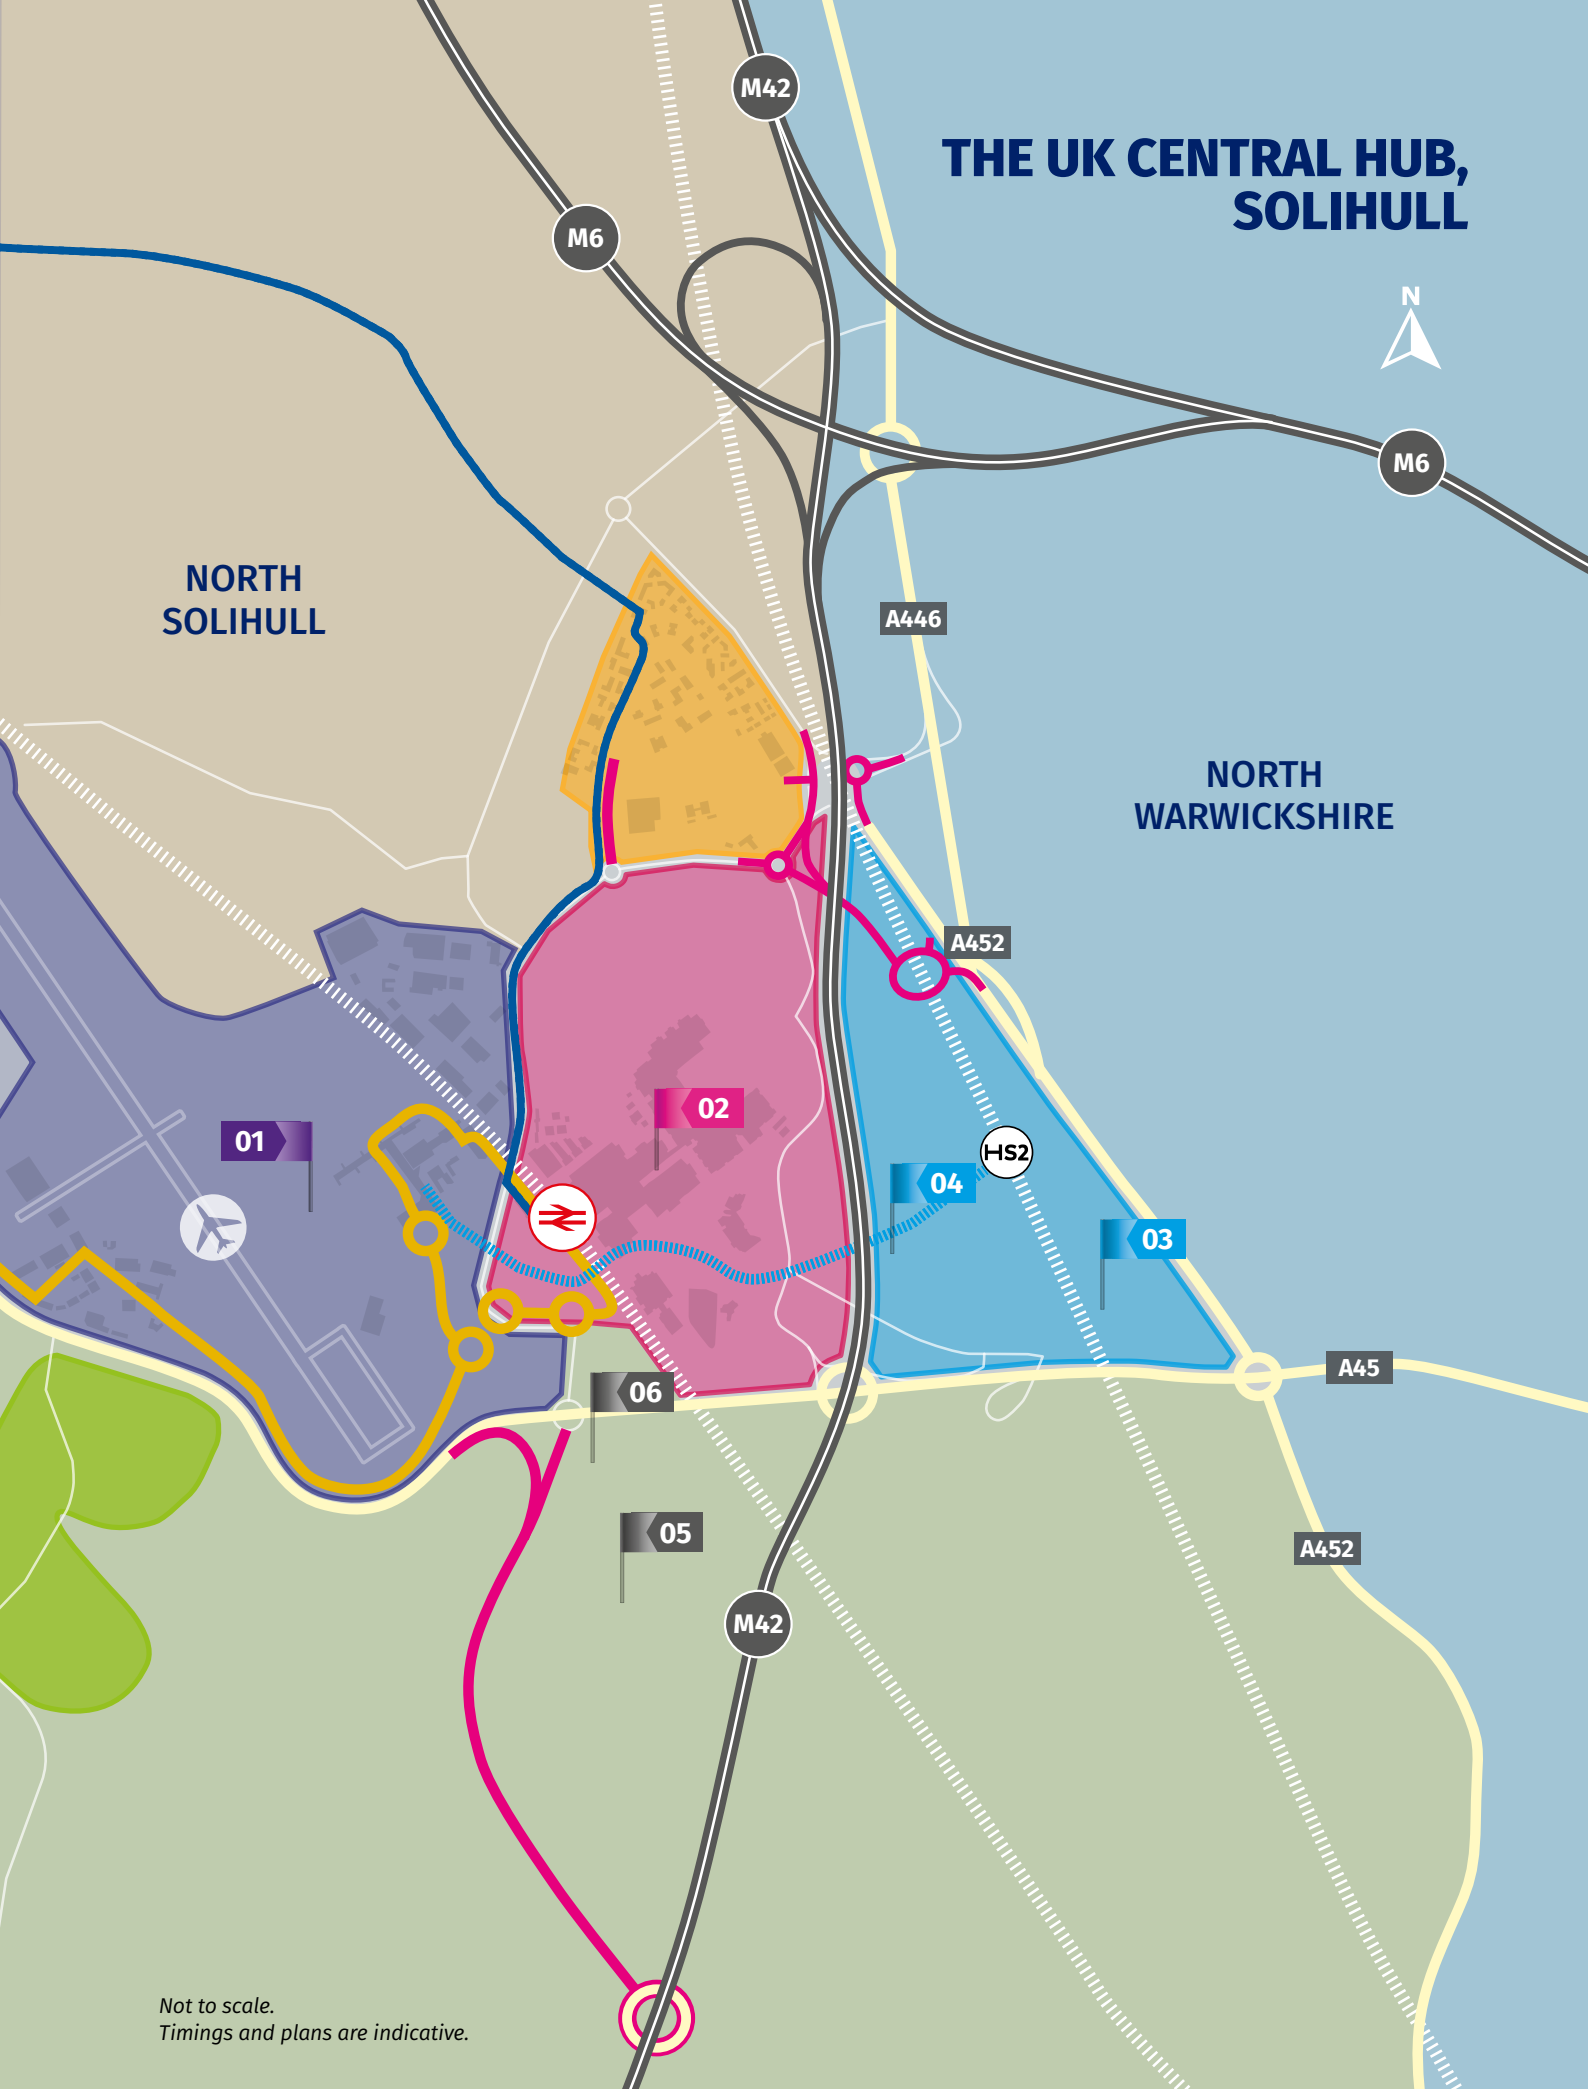 M42
THE UK CENTRAL HUB,
SOLIHULL
M6
N
M6
NORTH
SOLIHULL
A446
NORTH
WARWICKSHIRE
A452
02
01
HS2
04
03
A45
06
05
A452
M42
Not to scale.
Timings and plans are indicative.